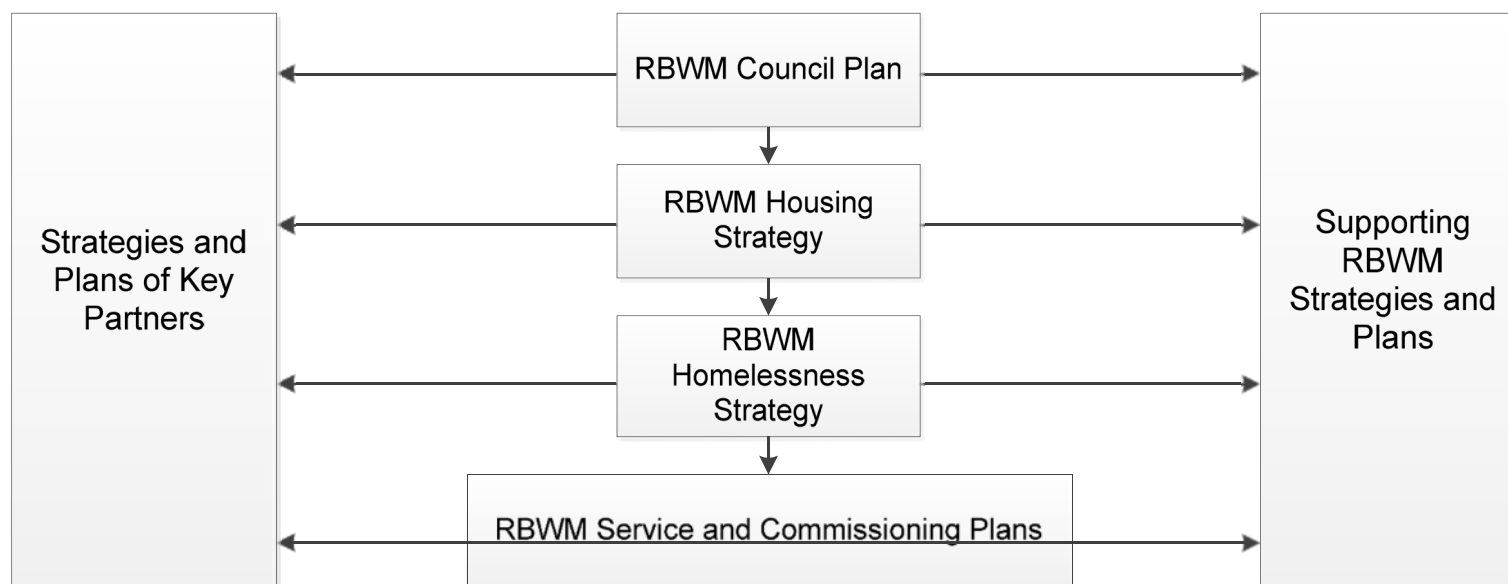 Strategies and
Plans of Key
Partners
RBWM Council Plan
RBWM Housing
Strategy
RBWM
Homelessness
Strategy
RBWM Service and Commissioning Plans
Supporting
RBWM
Strategies and
Plans